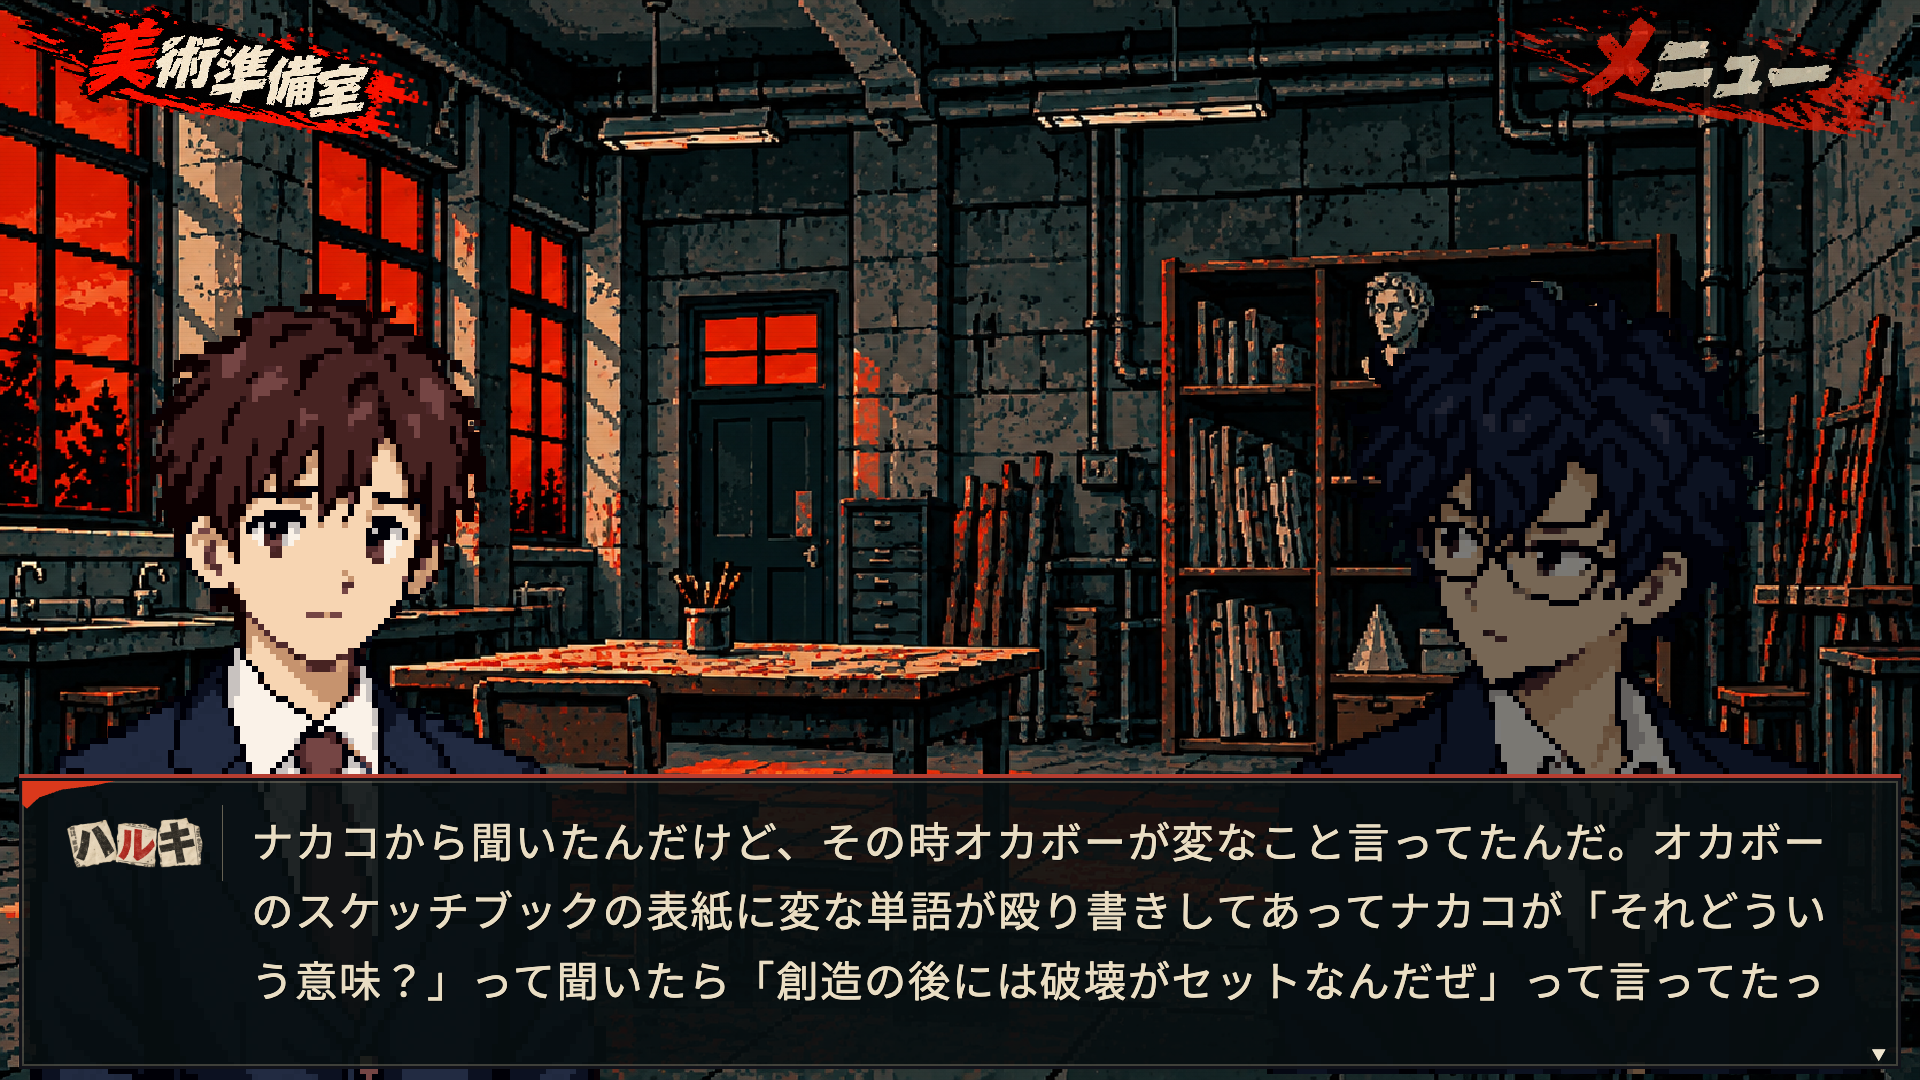 美術準備室
メニュー
ハルキ
ナカコから聞いたんだけど、その時オカボーが変なこと言ってたんだ。オカボー
のスケッチブックの表紙に変な単語が殴り書きしてあってナカコが「それどうい
う意味？」って聞いたら「創造の後には破壊がセットなんだぜ」って言ってたっ